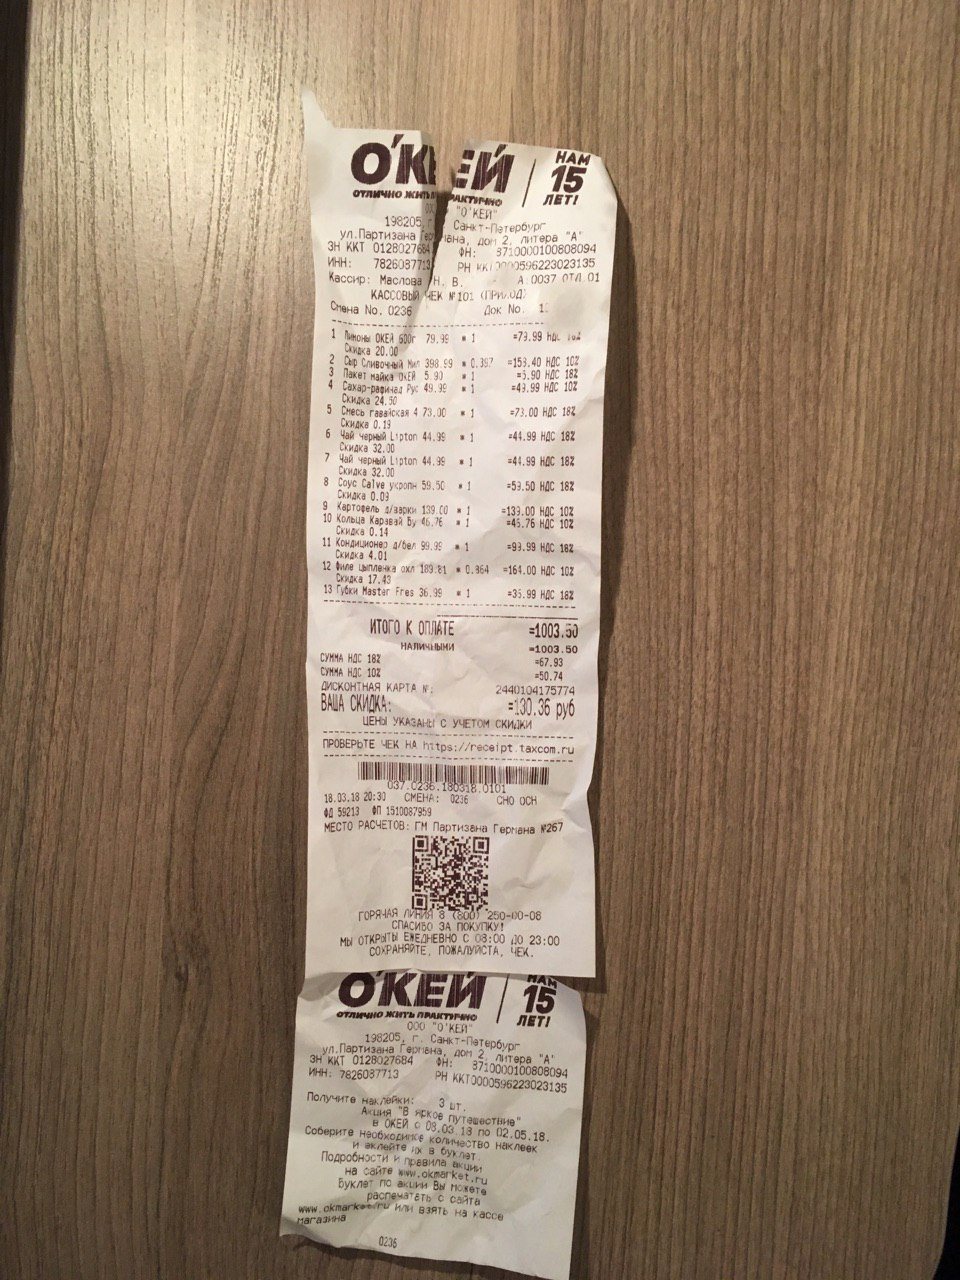 О'КЕЙ
ОТЛИЧНО ЖИТЬ ПРАКТИЧНО
НАМ
15
ЛЕТ!
ООО "О'КЕЙ"
198205, г. Санкт-Петербург
ул.Партизана Германа, дом 2, литера "А"
ЗН ККТ 0128027684 ФН: 8710000100808094
ИНН: 7826087713 РН ККТ0000596223023135
Кассир: Маслова Н. В. А:0037 ОТД.01
КАССОВЫЙ ЧЕК №101 (ПРИХОД)
Смена No. 0236 Док No.
1 Лимоны ОКЕЙ 600г 79.99 * 1 =79.99 НДС
Скидка 20.00
2 Сыр Сливочный Мил 398.99 * 0.397 =158.40 НДС 10%
3 Пакет майка ОКЕЙ 5.90 * 1 =5.90 НДС 18%
4 Сахар-рафинад Рус 49.99 * 1 =49.99 НДС 10%
Скидка 24.50
5 Смесь гавайская 4 73.00 * 1 =73.00 НДС 18%
Скидка 0.19
6 Чай черный Lipton 44.99 * 1 =44.99 НДС 18%
Скидка 32.00
7 Чай черный Lipton 44.99 * 1 =44.99 НДС 18%
Скидка 32.00
8 Соус Calve укропн 59.50 * 1 =59.50 НДС 18%
Скидка 0.09
9 Картофель д/варки 139.00 * 1 =139.00 НДС 10%
10 Кольца Каравай Бу 46.76 * 1 =46.76 НДС 10%
Скидка 0.14
11 Кондиционер д/бел 99.99 * 1 =99.99 НДС 18%
Скидка 4.01
12 Филе цыпленка охл 189.81 * 0.864 =164.00 НДС 10%
Скидка 17.43
13 Губки Master Fres 36.99 * 1 =36.99 НДС 18%
ИТОГО К ОПЛАТЕ =1003.50
НАЛИЧНЫМИ =1003.50
СУММА НДС 18% =67.93
СУММА НДС 10% =50.74
ДИСКОНТНАЯ КАРТА №: 2440104175774
ВАША СКИДКА: =130.36 руб
ЦЕНЫ УКАЗАНЫ С УЧЕТОМ СКИДКИ
ПРОВЕРЬТЕ ЧЕК НА https://receipt.taxcom.ru
037.0236.180318.0101
18.03.18 20:30 СМЕНА: 0236 СНО ОСН
ФД 59213 ФП 1510087959
МЕСТО РАСЧЕТОВ: ГМ Партизана Германа №267
ГОРЯЧАЯ ЛИНИЯ 8 (800) 250-00-08
СПАСИБО ЗА ПОКУПКУ!
МЫ ОТКРЫТЫ ЕЖЕДНЕВНО С 08:00 ДО 23:00
СОХРАНЯЙТЕ, ПОЖАЛУЙСТА, ЧЕК.
О'КЕЙ
ОТЛИЧНО ЖИТЬ ПРАКТИЧНО
НАМ
15
ЛЕТ!
ООО "О'КЕЙ"
198205, г. Санкт-Петербург
ул.Партизана Германа, дом 2, литера "А"
ЗН ККТ 0128027684 ФН: 8710000100808094
ИНН: 7826087713 РН ККТ0000596223023135
Получите наклейки: 3 шт.
Акция "В яркое путешествие"
в ОКЕЙ с 08.03.18 по 02.05.18.
Соберите необходимое количество наклеек
и вклейте их в буклет.
Подробности и правила акции
на сайте www.okmarket.ru
Буклет по акции Вы можете
распечатать с сайта
www.okmarket.ru или взять на кассе
магазина
0236